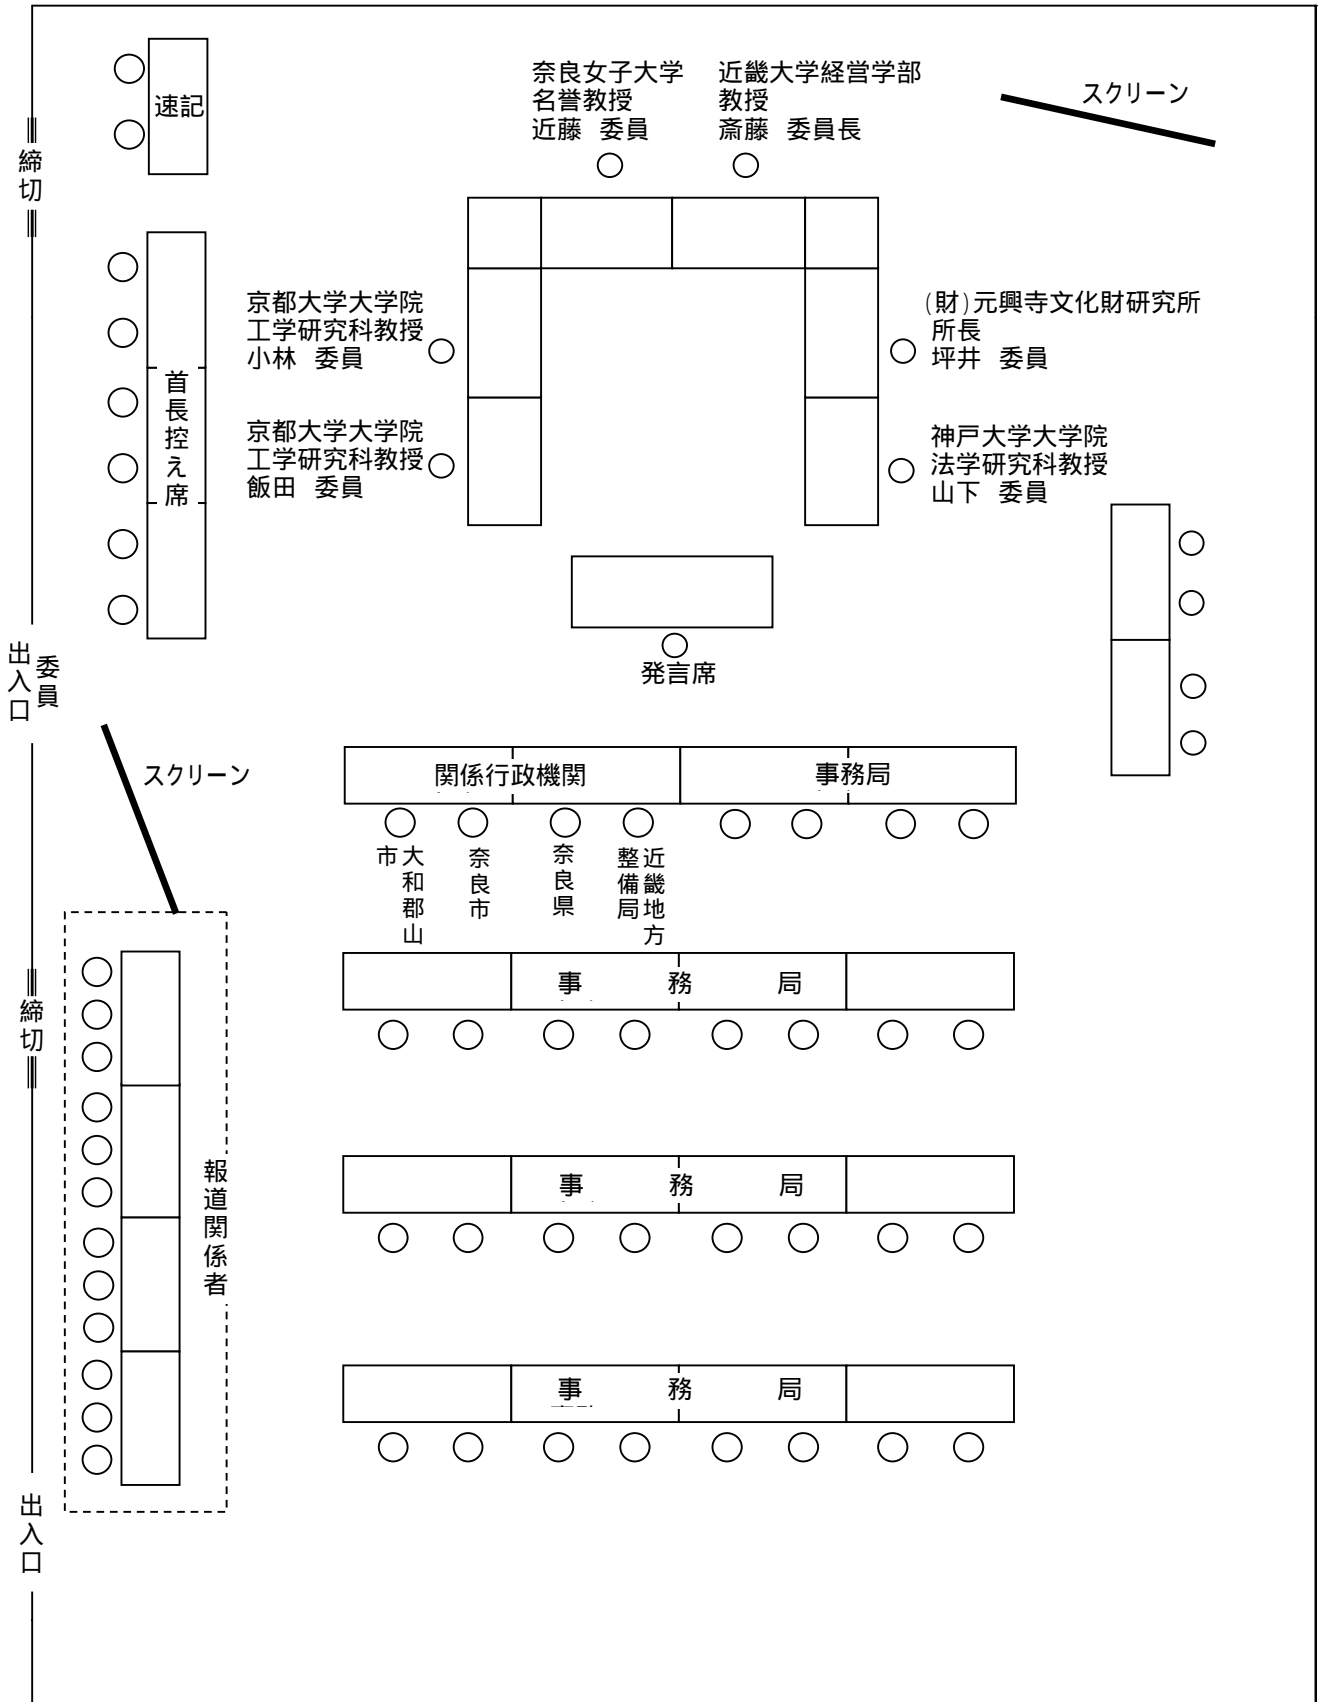 速記
奈良女子大学
名誉教授
近藤 委員
近畿大学経営学部
教授
斎藤 委員長
スクリーン
締切
京都大学大学院
工学研究科教授
小林 委員
(財)元興寺文化財研究所
所長
坪井 委員
首長控え席
京都大学大学院
工学研究科教授
飯田 委員
神戸大学大学院
法学研究科教授
山下 委員
発言席
委員
出入口
スクリーン
関係行政機関
事務局
大和郡山
市
奈良市
奈良県
近畿地方
整備局
事 務 局
締切
報道関係者
事 務 局
事 務 局
出入口